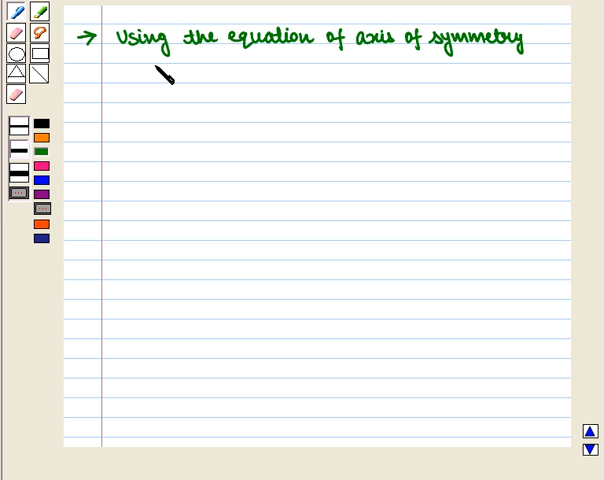 → Using the equation of axis of symmetry